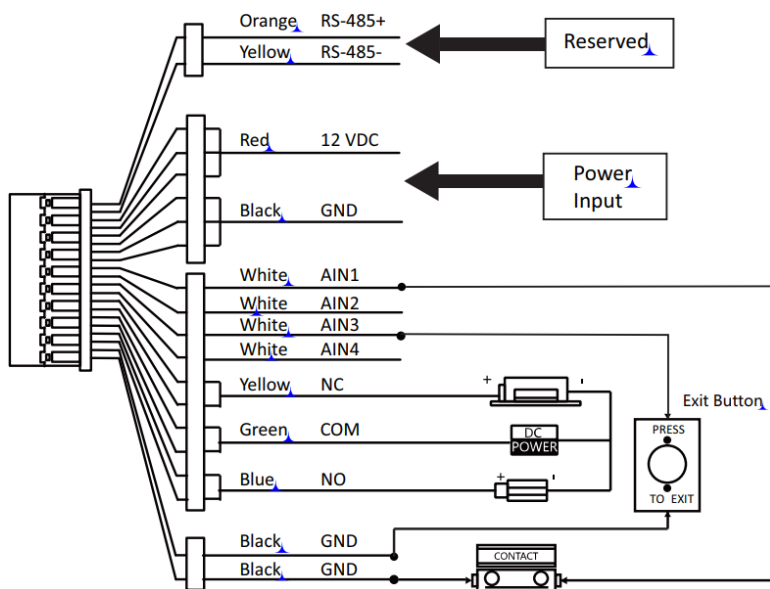 Orange RS-485+
Reserved
Yellow RS-485-
Red 12 VDC
Power
Input
Black GND
White AIN1
White AIN2
White AIN3
White AIN4
Yellow NC
+ -
Exit Button
PRESS
TO EXIT
Green COM
DC
POWER
Blue NO
+ -
Black GND
Black GND
CONTACT